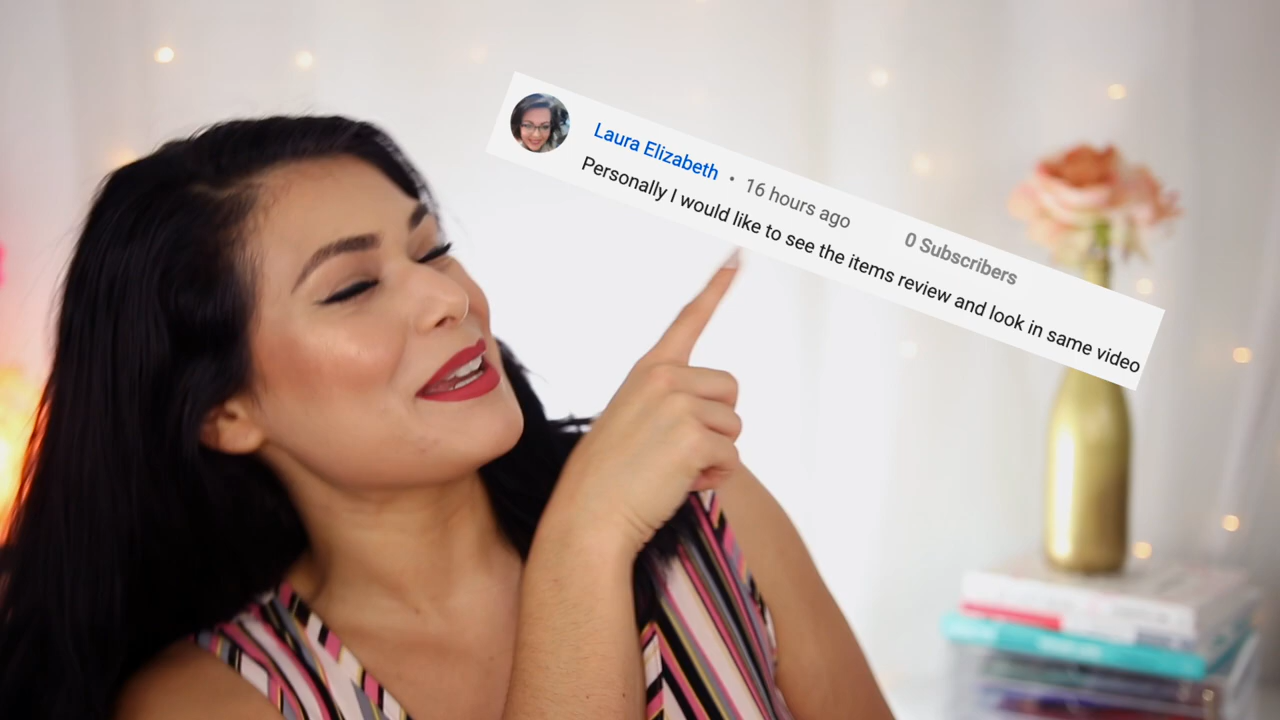 Laura Elizabeth • 16 hours ago 0 Subscribers
Personally I would like to see the items review and look in same video